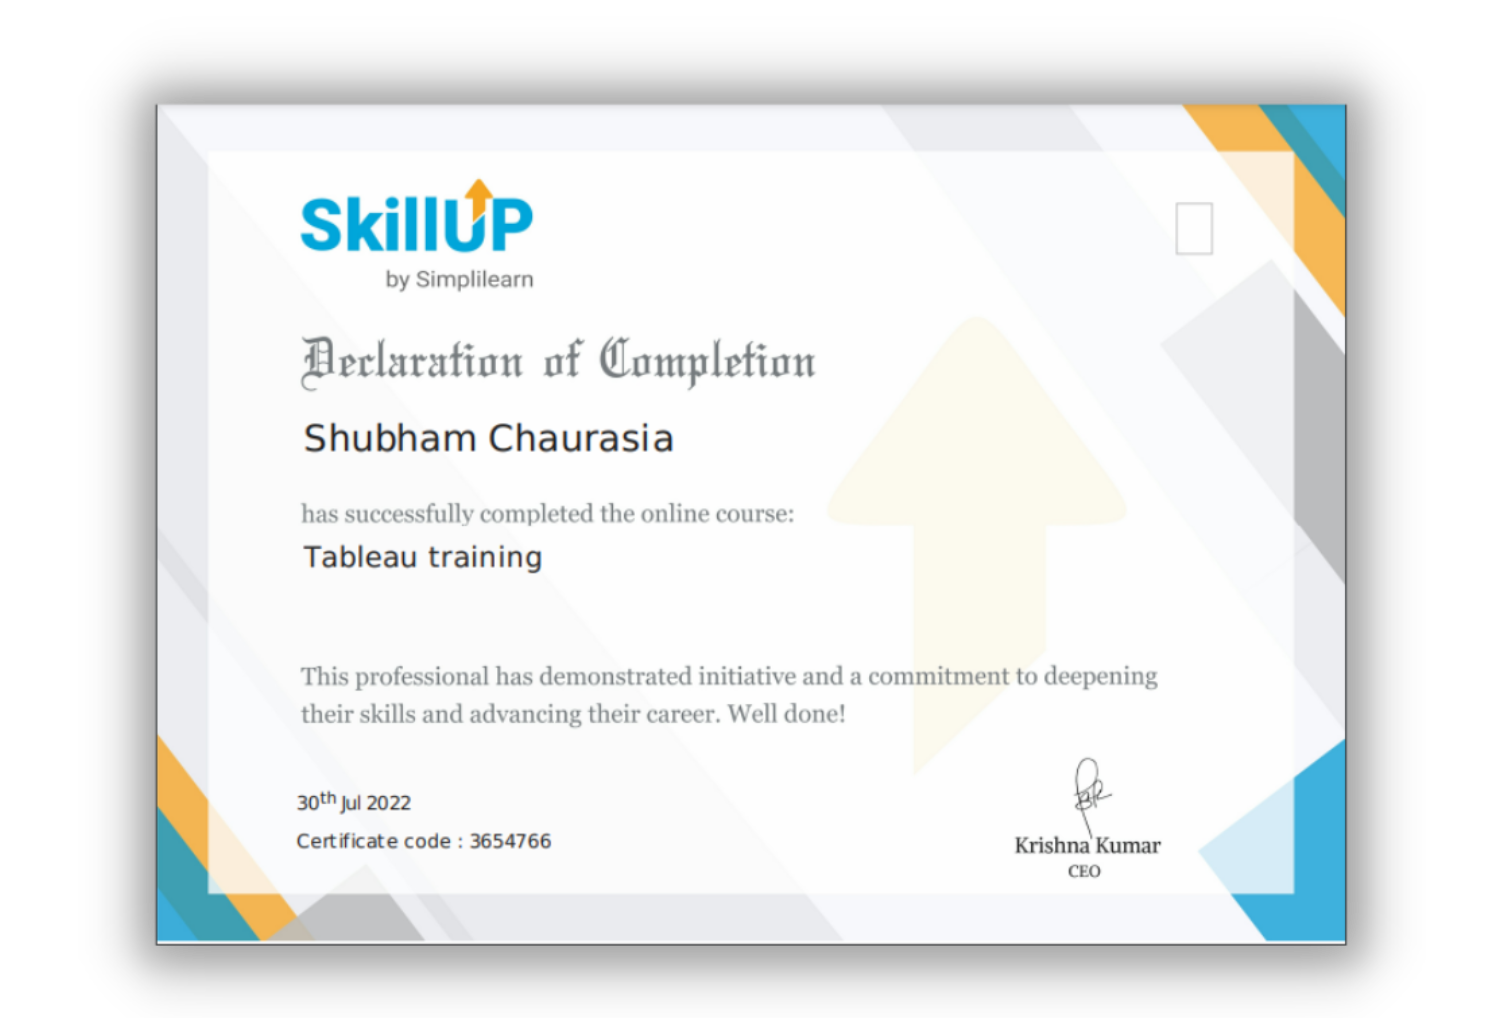 SkillUP
by Simplilearn
Declaration of Completion
Shubham Chaurasia
has successfully completed the online course:
Tableau training
This professional has demonstrated initiative and a commitment to deepening
their skills and advancing their career. Well done!
30th Jul 2022
Certificate code : 3654766
Krishna Kumar
CEO